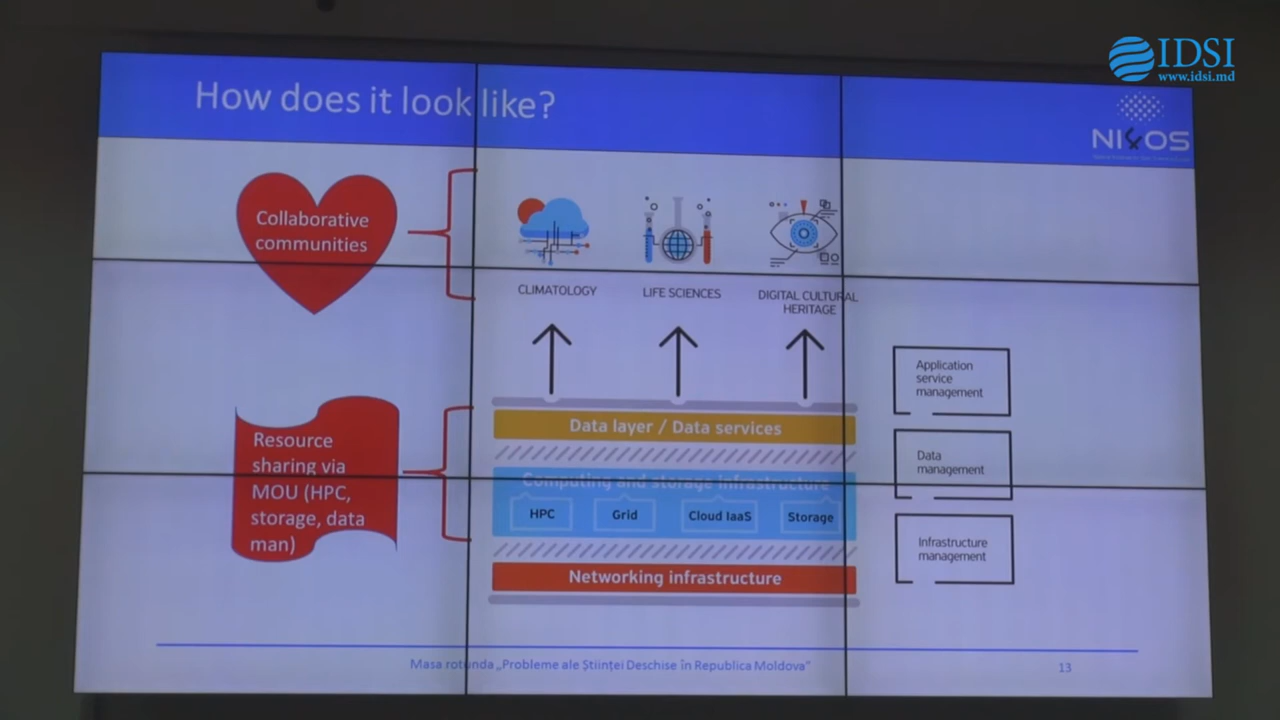 IDSI
www.idsi.md
How does it look like?
NI4OS
Collaborative
communities
CLIMATOLOGY
LIFE SCIENCES
DIGITAL CULTURAL
HERITAGE
Resource
sharing via
MOU (HPC,
storage, data
man)
Data layer / Data services
Computing and storage infrastructure
HPC
Grid
Cloud IaaS
Storage
Networking infrastructure
Application
service
management
Data
management
Infrastructure
management
Masa rotunda „Probleme ale Științei Deschise în Republica Moldova"
13